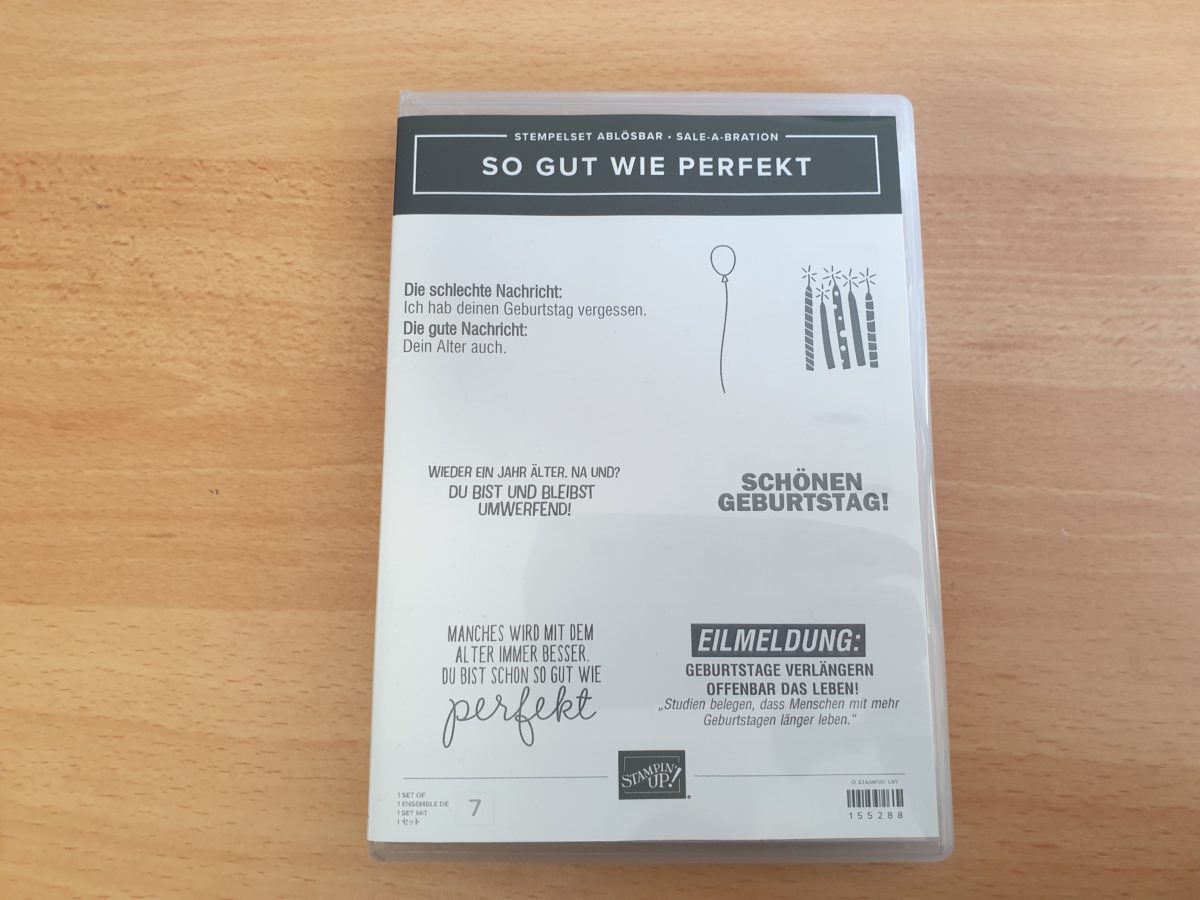 STEMPELSET ABLÖSBAR • SALE-A-BRATION
SO GUT WIE PERFEKT
Die schlechte Nachricht:
Ich hab deinen Geburtstag vergessen.
Die gute Nachricht:
Dein Alter auch.
WIEDER EIN JAHR ÄLTER, NA UND?
DU BIST UND BLEIBST
UMWERFEND!
SCHÖNEN
GEBURTSTAG!
MANCHES WIRD MIT DEM
ALTER IMMER BESSER.
DU BIST SCHON SO GUT WIE
perfekt
EILMELDUNG:
GEBURTSTAGE VERLÄNGERN
OFFENBAR DAS LEBEN!
„Studien belegen, dass Menschen mit mehr
Geburtstagen länger leben.“
STAMPIN' UP!®
1 SET OF
1 ENSEMBLE DE
1 SET MIT
1 セット
7
© STAMPIN' UP!
155288